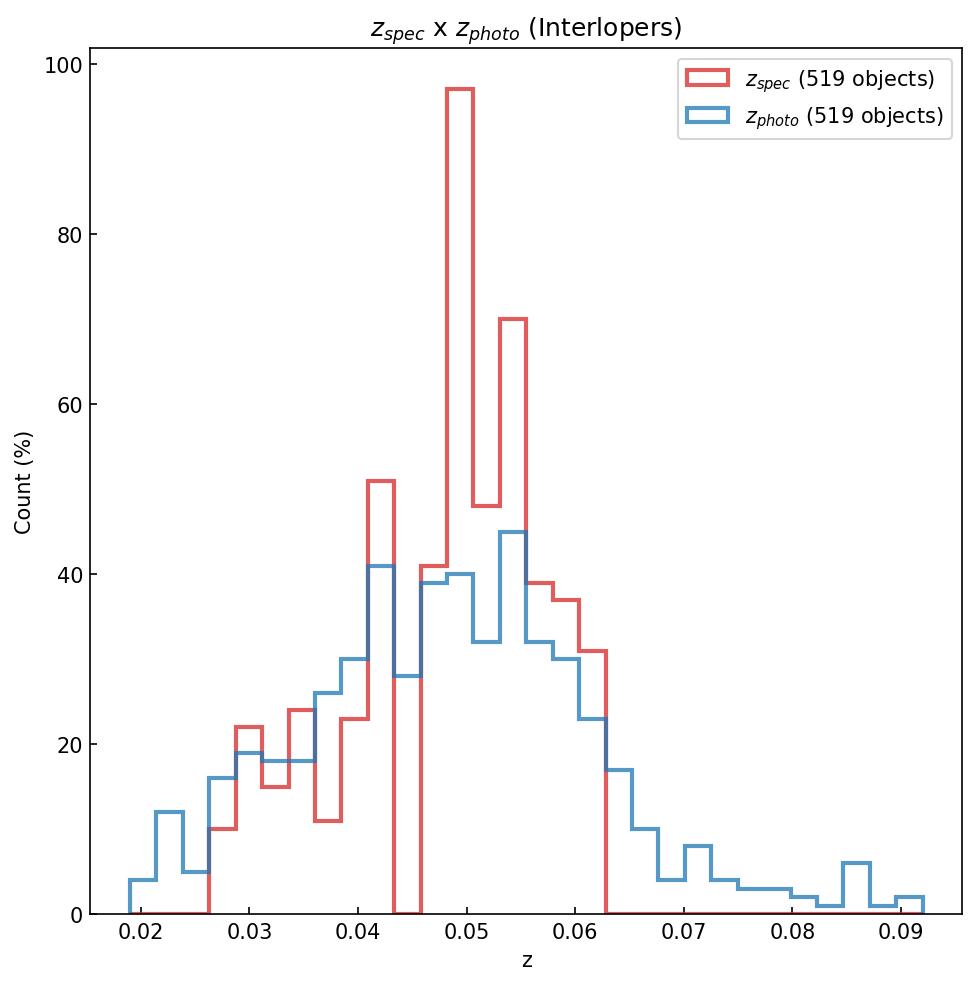 z_spec x z_photo (Interlopers)
z_spec (519 objects)
z_photo (519 objects)
Count (%)
100
80
60
40
20
0
0.02 0.03 0.04 0.05 0.06 0.07 0.08 0.09
z